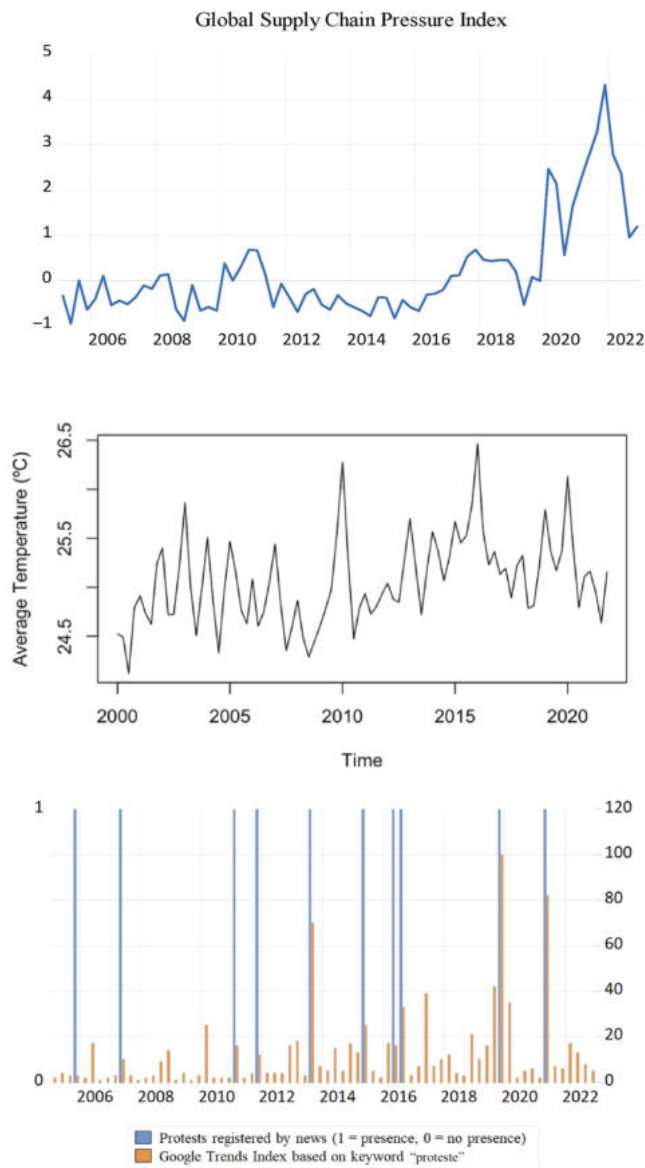 Global Supply Chain Pressure Index
5
4
3
2
1
0
−1
2006 2008 2010 2012 2014 2016 2018 2020 2022
26.5
25.5
24.5
Average Temperature (ºC)
2000 2005 2010 2015 2020
Time
1 120
100
80
60
40
20
0 0
2006 2008 2010 2012 2014 2016 2018 2020 2022
Protests registered by news (1 = presence, 0 = no presence)
Google Trends Index based on keyword “proteste”